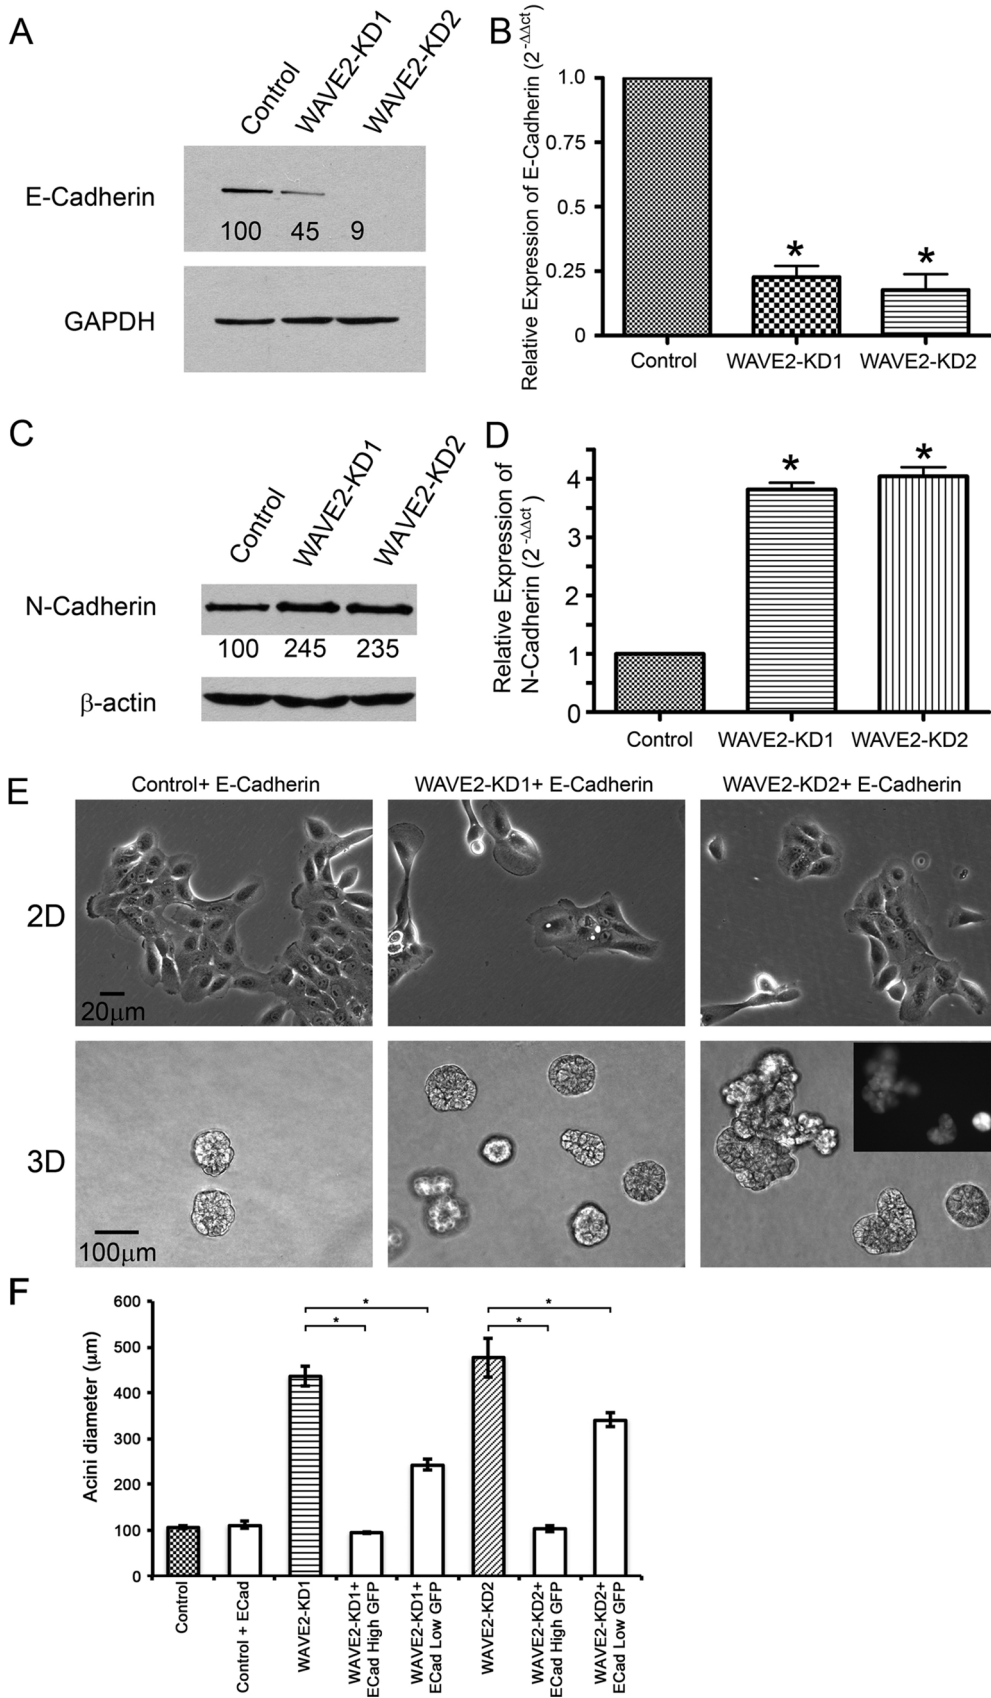 A
Control
WAVE2-KD1
WAVE2-KD2
E-Cadherin
100 45 9
GAPDH
B
Relative Expression of E-Cadherin (2^-ΔΔct)
1.0
0.75
0.5
0.25
0
* *
Control WAVE2-KD1 WAVE2-KD2
C
Control
WAVE2-KD1
WAVE2-KD2
N-Cadherin
100 245 235
β-actin
D
Relative Expression of
N-Cadherin (2^-ΔΔct)
4
3
2
1
0
* *
Control WAVE2-KD1 WAVE2-KD2
E
Control+ E-Cadherin
WAVE2-KD1+ E-Cadherin
WAVE2-KD2+ E-Cadherin
2D
20μm
3D
100μm
F
Acini diameter (μm)
600
500
400
300
200
100
0
* * * *
Control
Control + ECad
WAVE2-KD1
WAVE2-KD1+
ECad High GFP
WAVE2-KD1+
ECad Low GFP
WAVE2-KD2
WAVE2-KD2+
ECad High GFP
WAVE2-KD2+
ECad Low GFP